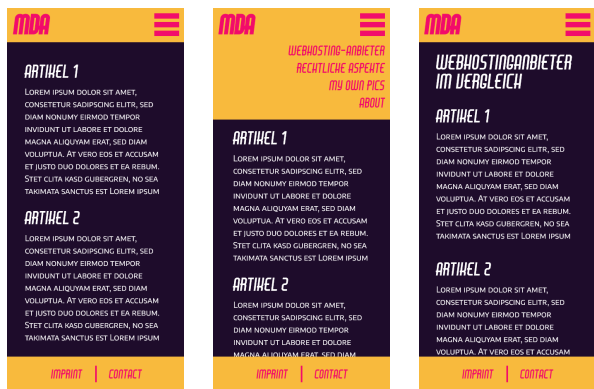 MDA
ARTIKEL 1
LOREM IPSUM DOLOR SIT AMET,
CONSETETUR SADIPSCING ELITR, SED
DIAM NONUMY EIRMOD TEMPOR
INVIDUNT UT LABORE ET DOLORE
MAGNA ALIQUYAM ERAT, SED DIAM
VOLUPTUA. AT VERO EOS ET ACCUSAM
ET JUSTO DUO DOLORES ET EA REBUM.
STET CLITA KASD GUBERGREN, NO SEA
TAKIMATA SANCTUS EST LOREM IPSUM
ARTIKEL 2
LOREM IPSUM DOLOR SIT AMET,
CONSETETUR SADIPSCING ELITR, SED
DIAM NONUMY EIRMOD TEMPOR
INVIDUNT UT LABORE ET DOLORE
MAGNA ALIQUYAM ERAT, SED DIAM
VOLUPTUA. AT VERO EOS ET ACCUSAM
ET JUSTO DUO DOLORES ET EA REBUM.
STET CLITA KASD GUBERGREN, NO SEA
TAKIMATA SANCTUS EST LOREM IPSUM
IMPRINT | CONTACT
MDA
WEBHOSTING-ANBIETER
RECHTLICHE ASPEKTE
MY OWN PICS
ABOUT
ARTIKEL 1
LOREM IPSUM DOLOR SIT AMET,
CONSETETUR SADIPSCING ELITR, SED
DIAM NONUMY EIRMOD TEMPOR
INVIDUNT UT LABORE ET DOLORE
MAGNA ALIQUYAM ERAT, SED DIAM
VOLUPTUA. AT VERO EOS ET ACCUSAM
ET JUSTO DUO DOLORES ET EA REBUM.
STET CLITA KASD GUBERGREN, NO SEA
TAKIMATA SANCTUS EST LOREM IPSUM
ARTIKEL 2
LOREM IPSUM DOLOR SIT AMET,
CONSETETUR SADIPSCING ELITR, SED
DIAM NONUMY EIRMOD TEMPOR
INVIDUNT UT LABORE ET DOLORE
MAGNA ALIQUYAM ERAT, SED DIAM
IMPRINT | CONTACT
MDA
WEBHOSTINGANBIETER
IM VERGLEICH
ARTIKEL 1
LOREM IPSUM DOLOR SIT AMET,
CONSETETUR SADIPSCING ELITR, SED
DIAM NONUMY EIRMOD TEMPOR
INVIDUNT UT LABORE ET DOLORE
MAGNA ALIQUYAM ERAT, SED DIAM
VOLUPTUA. AT VERO EOS ET ACCUSAM
ET JUSTO DUO DOLORES ET EA REBUM.
STET CLITA KASD GUBERGREN, NO SEA
TAKIMATA SANCTUS EST LOREM IPSUM
ARTIKEL 2
LOREM IPSUM DOLOR SIT AMET,
CONSETETUR SADIPSCING ELITR, SED
DIAM NONUMY EIRMOD TEMPOR
INVIDUNT UT LABORE ET DOLORE
MAGNA ALIQUYAM ERAT, SED DIAM
VOLUPTUA. AT VERO EOS ET ACCUSAM
IMPRINT | CONTACT